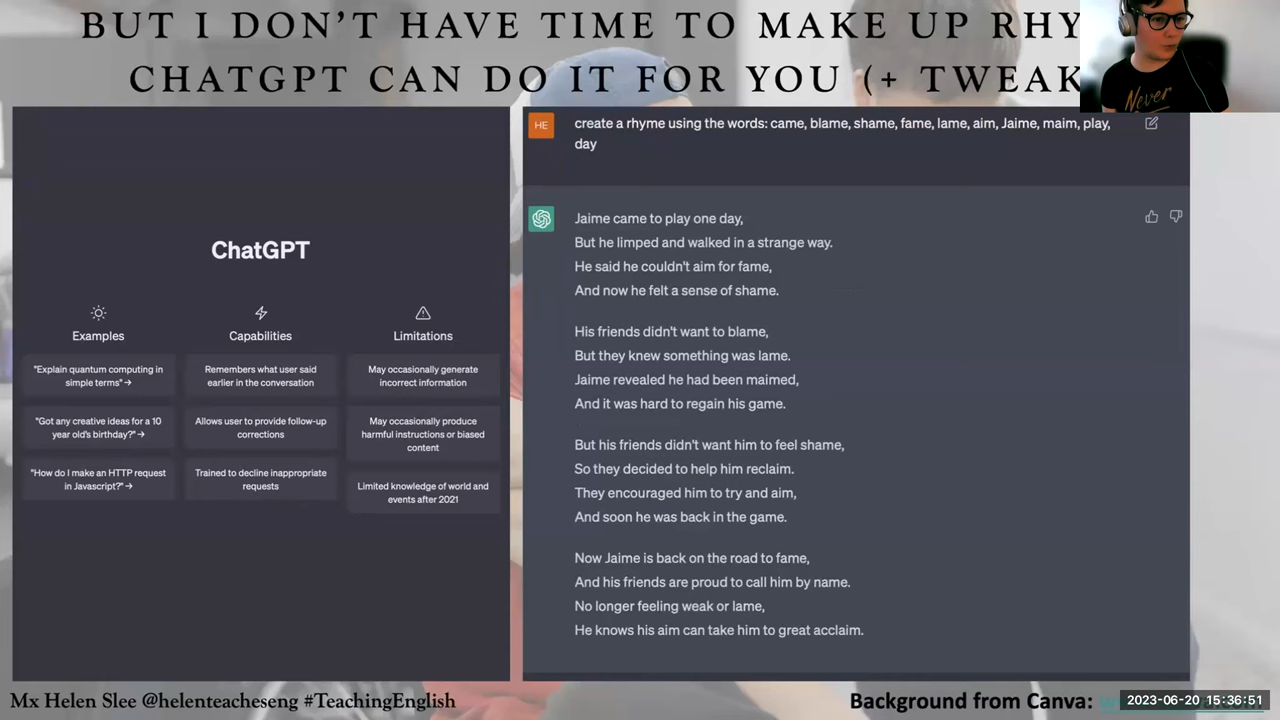 BUT I DON'T HAVE TIME TO MAKE UP
CHATGPT CAN DO IT FOR YOU (+
Never
HE
create a rhyme using the words: came, blame, shame, fame, lame, aim, Jaime, maim, play,
day
ChatGPT
Examples
"Explain quantum computing in
simple terms" →
"Got any creative ideas for a 10
year old's birthday?" →
"How do I make an HTTP request
in Javascript?" →
Capabilities
Remembers what user said
earlier in the conversation
Allows user to provide follow-up
corrections
Trained to decline inappropriate
requests
Limitations
May occasionally generate
incorrect information
May occasionally produce
harmful instructions or biased
content
Limited knowledge of world and
events after 2021
Jaime came to play one day,
But he limped and walked in a strange way.
He said he couldn't aim for fame,
And now he felt a sense of shame.
His friends didn't want to blame,
But they knew something was lame.
Jaime revealed he had been maimed,
And it was hard to regain his game.
But his friends didn't want him to feel shame,
So they decided to help him reclaim.
They encouraged him to try and aim,
And soon he was back in the game.
Now Jaime is back on the road to fame,
And his friends are proud to call him by name.
No longer feeling weak or lame,
He knows his aim can take him to great acclaim.
Mx Helen Slee @helenteacheseng #TeachingEnglish
Background from Canva:
2023-06-20 15:36:51